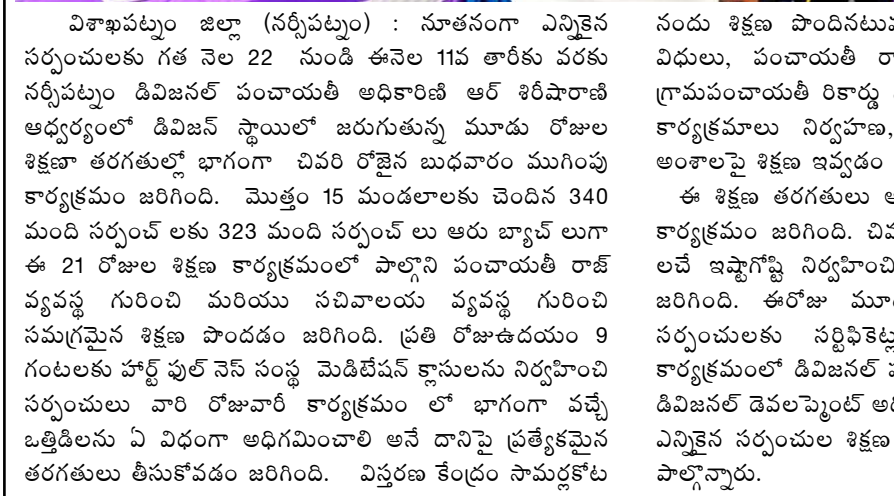 విశాఖపట్నం జిల్లా (నర్సీపట్నం) : నూతనంగా ఎన్నికైన
సర్పంచులకు గత నెల 22 నుండి ఈనెల 11వ తారీకు వరకు
నర్సీపట్నం డివిజనల్ పంచాయతీ అధికారిణి ఆర్ శిరీషారాణి
ఆధ్వర్యంలో డివిజన్ స్థాయిలో జరుగుతున్న మూడు రోజుల
శిక్షణా తరగతుల్లో భాగంగా చివరి రోజైన బుధవారం ముగింపు
కార్యక్రమం జరిగింది. మొత్తం 15 మండలాలకు చెందిన 340
మంది సర్పంచ్ లకు 323 మంది సర్పంచ్ లు ఆరు బ్యాచ్ లుగా
ఈ 21 రోజుల శిక్షణ కార్యక్రమంలో పాల్గొని పంచాయతీ రాజ్
వ్యవస్థ గురించి మరియు సచివాలయ వ్యవస్థ గురించి
సమగ్రమైన శిక్షణ పొందడం జరిగింది. ప్రతి రోజుఉదయం 9
గంటలకు హార్ట్ ఫుల్ నెస్ సంస్థ మెడిటేషన్ క్లాసులను నిర్వహించి
సర్పంచులు వారి రోజువారీ కార్యక్రమం లో భాగంగా వచ్చే
ఒత్తిడిలను ఏ విధంగా అధిగమించాలి అనే దానిపై ప్రత్యేకమైన
తరగతులు తీసుకోవడం జరిగింది. విస్తరణ కేంద్రం సామర్లకోట
నందు శిక్షణ
విధులు, పంచాయతీ
గ్రామపంచాయతీ రికార్డు
కార్యక్రమాలు నిర్వహణ,
అంశాలపై శిక్షణ ఇవ్వడం
ఈ శిక్షణ తరగతులు
కార్యక్రమం జరిగింది.
లచే ఇష్టాగోష్టి
జరిగింది. ఈరోజు
సర్పంచులకు
కార్యక్రమంలో డివిజనల్
డివిజనల్ డెవలప్మెంట్
ఎన్నికైన సర్పంచుల శిక్షణ
పాల్గొన్నారు.